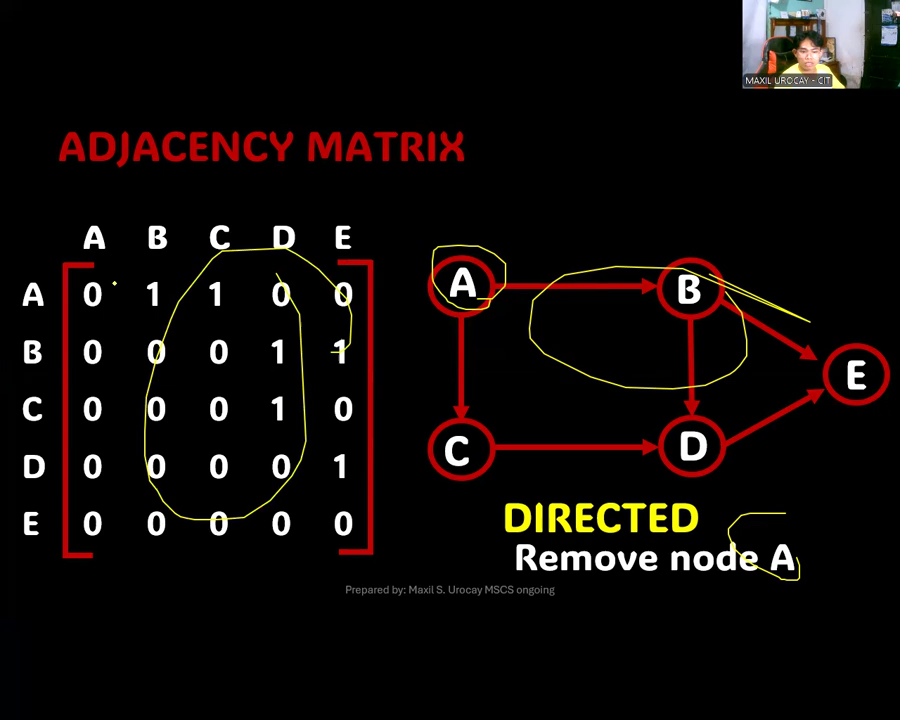 MAXIL UROCAY - CIT
ADJACENCY MATRIX
A B C D E
A 0 1 1 0 0
B 0 0 0 1 1
C 0 0 0 1 0
D 0 0 0 0 1
E 0 0 0 0 0
A B
E
C D
DIRECTED
Remove node A
Prepared by: Maxil S. Urocay MSCS ongoing